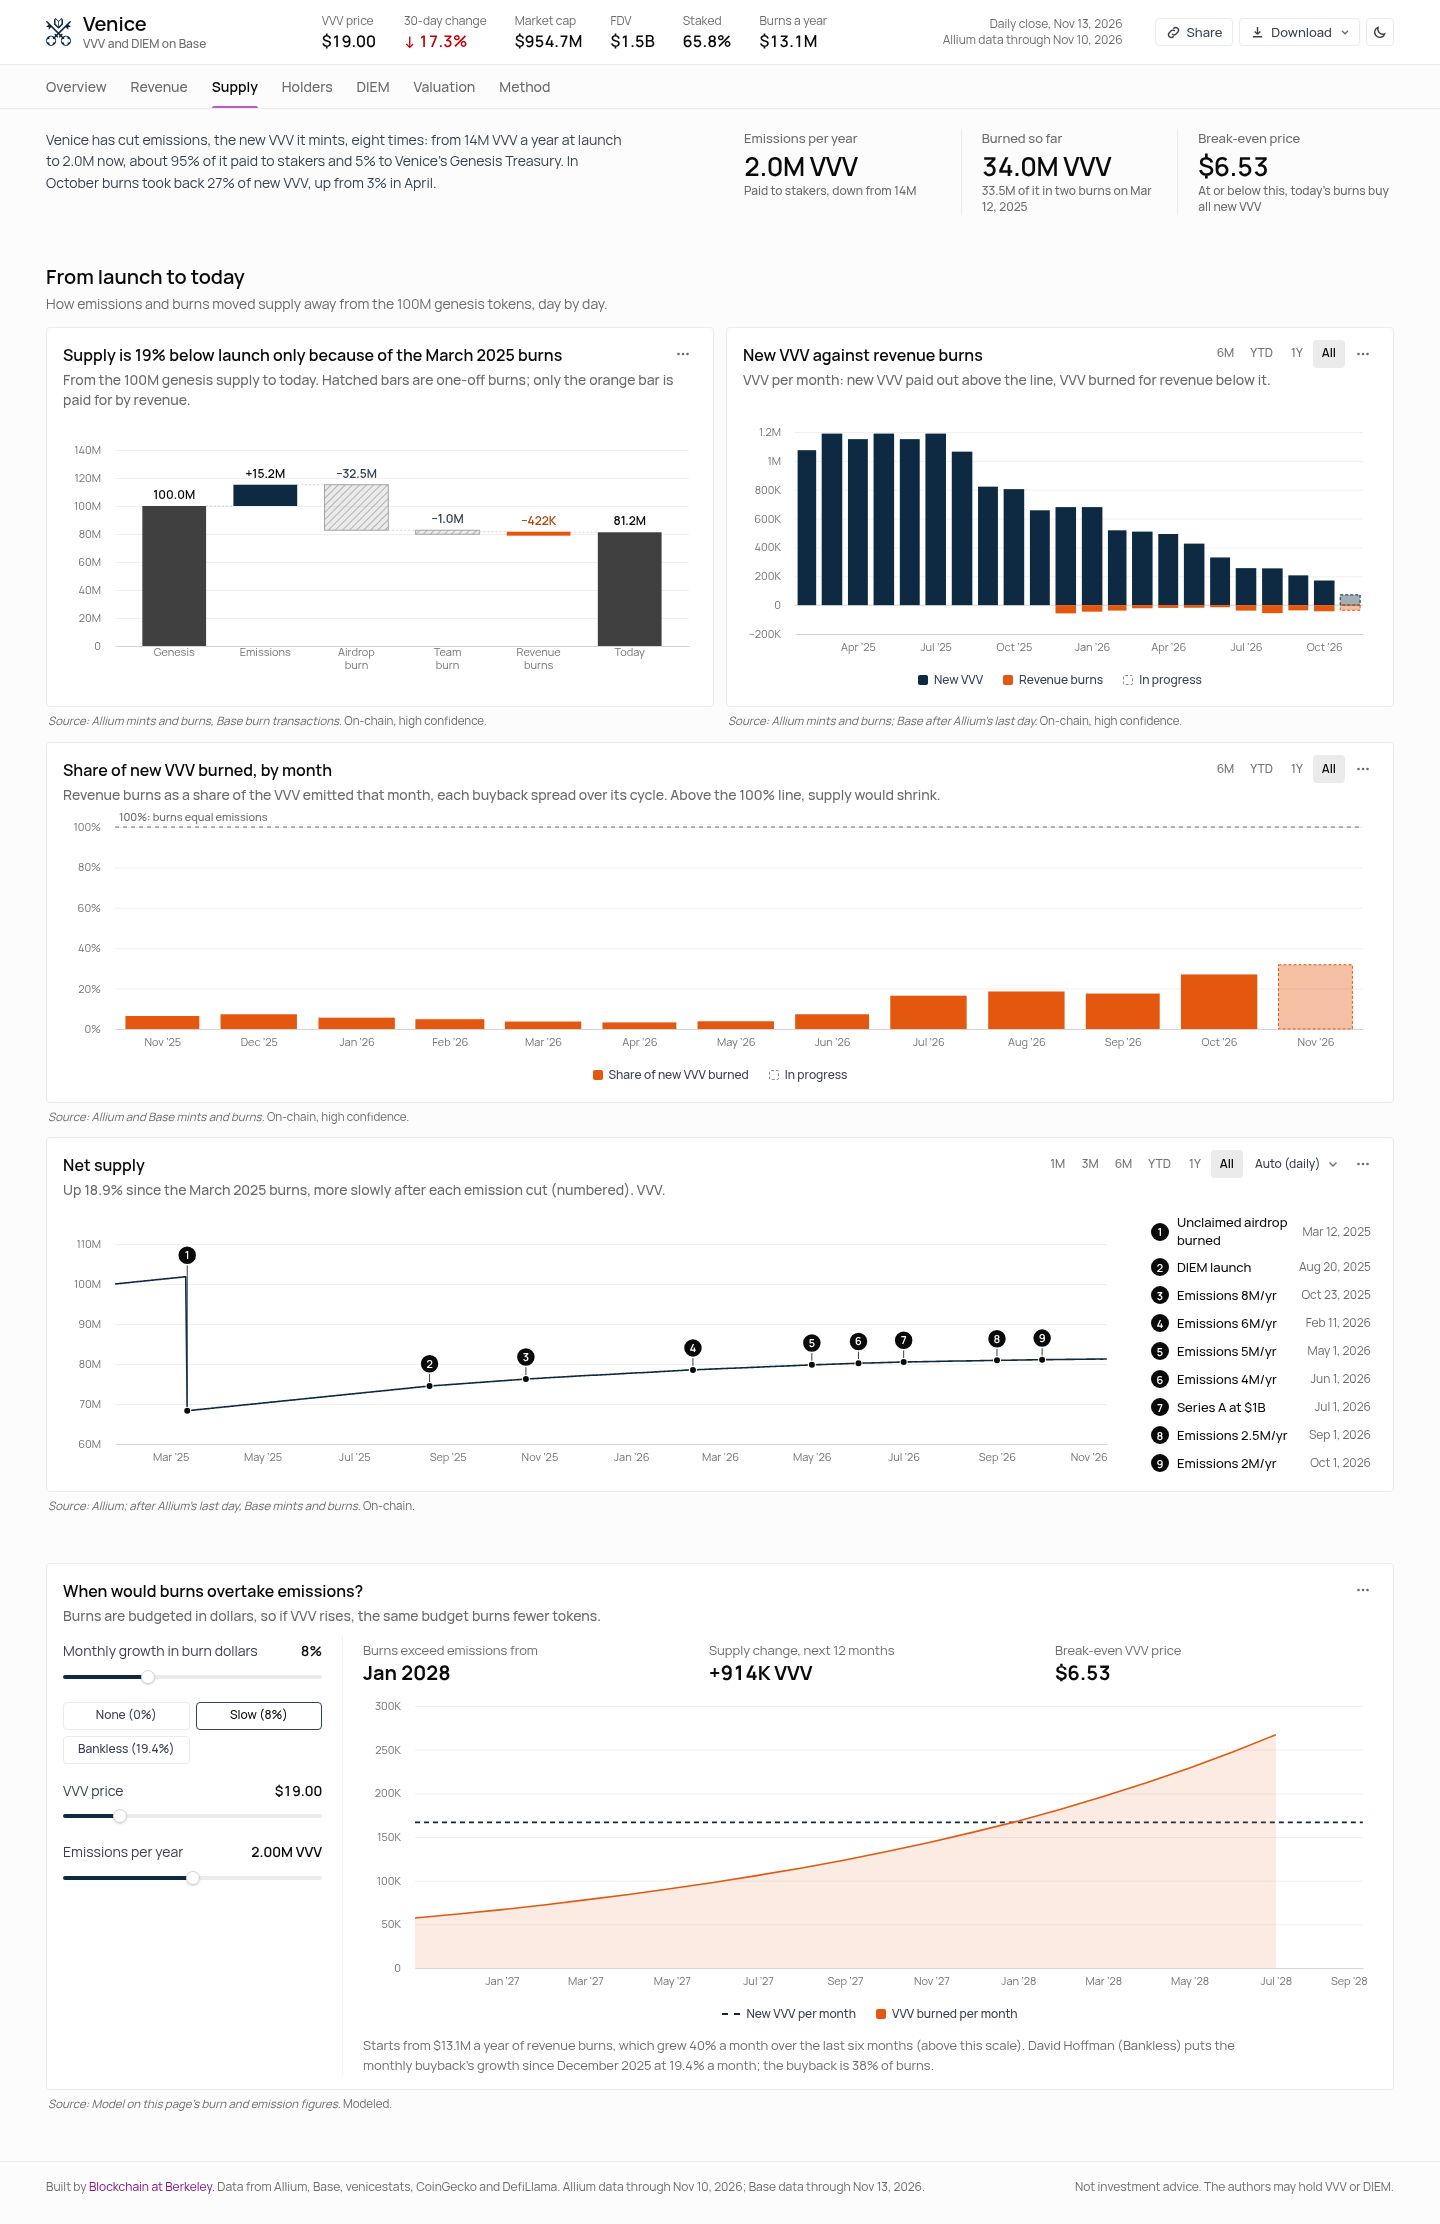 Venice
VVV and DIEM on Base
VVV price
$19.00
30-day change
↓ 17.3%
Market cap
$954.7M
FDV
$1.5B
Staked
65.8%
Burns a year
$13.1M
Daily close, Nov 13, 2026
Allium data through Nov 10, 2026
Share
Download
Overview
Revenue
Supply
Holders
DIEM
Valuation
Method
Venice has cut emissions, the new VVV it mints, eight times: from 14M VVV a year at launch
to 2.0M now, about 95% of it paid to stakers and 5% to Venice's Genesis Treasury. In
October burns took back 27% of new VVV, up from 3% in April.
Emissions per year
2.0M VVV
Paid to stakers, down from 14M
Burned so far
34.0M VVV
33.5M of it in two burns on Mar
12, 2025
Break-even price
$6.53
At or below this, today's burns buy
all new VVV
From launch to today
How emissions and burns moved supply away from the 100M genesis tokens, day by day.
Supply is 19% below launch only because of the March 2025 burns
From the 100M genesis supply to today. Hatched bars are one-off burns; only the orange bar is
paid for by revenue.
140M
120M
100M
80M
60M
40M
20M
0
100.0M
+15.2M
−32.5M
−1.0M
−422K
81.2M
Genesis
Emissions
Airdrop
burn
Team
burn
Revenue
burns
Today
Source: Allium mints and burns, Base burn transactions. On-chain, high confidence.
New VVV against revenue burns
6M
YTD
1Y
All
VVV per month: new VVV paid out above the line, VVV burned for revenue below it.
1.2M
1M
800K
600K
400K
200K
0
−200K
Apr '25
Jul '25
Oct '25
Jan '26
Apr '26
Jul '26
Oct '26
New VVV
Revenue burns
In progress
Source: Allium mints and burns; Base after Allium's last day. On-chain, high confidence.
Share of new VVV burned, by month
6M
YTD
1Y
All
Revenue burns as a share of the VVV emitted that month, each buyback spread over its cycle. Above the 100% line, supply would shrink.
100%: burns equal emissions
100%
80%
60%
40%
20%
0%
Nov '25
Dec '25
Jan '26
Feb '26
Mar '26
Apr '26
May '26
Jun '26
Jul '26
Aug '26
Sep '26
Oct '26
Nov '26
Share of new VVV burned
In progress
Source: Allium and Base mints and burns. On-chain, high confidence.
Net supply
1M
3M
6M
YTD
1Y
All
Auto (daily)
Up 18.9% since the March 2025 burns, more slowly after each emission cut (numbered). VVV.
110M
100M
90M
80M
70M
60M
1
2
3
4
5
6
7
8
9
Mar '25
May '25
Jul '25
Sep '25
Nov '25
Jan '26
Mar '26
May '26
Jul '26
Sep '26
Nov '26
1 Unclaimed airdrop burned Mar 12, 2025
2 DIEM launch Aug 20, 2025
3 Emissions 8M/yr Oct 23, 2025
4 Emissions 6M/yr Feb 11, 2026
5 Emissions 5M/yr May 1, 2026
6 Emissions 4M/yr Jun 1, 2026
7 Series A at $1B Jul 1, 2026
8 Emissions 2.5M/yr Sep 1, 2026
9 Emissions 2M/yr Oct 1, 2026
Source: Allium; after Allium's last day, Base mints and burns. On-chain.
When would burns overtake emissions?
Burns are budgeted in dollars, so if VVV rises, the same budget burns fewer tokens.
Monthly growth in burn dollars 8%
None (0%)
Slow (8%)
Bankless (19.4%)
VVV price $19.00
Emissions per year 2.00M VVV
Burns exceed emissions from
Jan 2028
Supply change, next 12 months
+914K VVV
Break-even VVV price
$6.53
300K
250K
200K
150K
100K
50K
0
Jan '27
Mar '27
May '27
Jul '27
Sep '27
Nov '27
Jan '28
Mar '28
May '28
Jul '28
Sep '28
New VVV per month
VVV burned per month
Starts from $13.1M a year of revenue burns, which grew 40% a month over the last six months (above this scale). David Hoffman (Bankless) puts the
monthly buyback's growth since December 2025 at 19.4% a month; the buyback is 38% of burns.
Source: Model on this page's burn and emission figures. Modeled.
Built by Blockchain at Berkeley. Data from Allium, Base, venicestats, CoinGecko and DefiLlama. Allium data through Nov 10, 2026; Base data through Nov 13, 2026.
Not investment advice. The authors may hold VVV or DIEM.